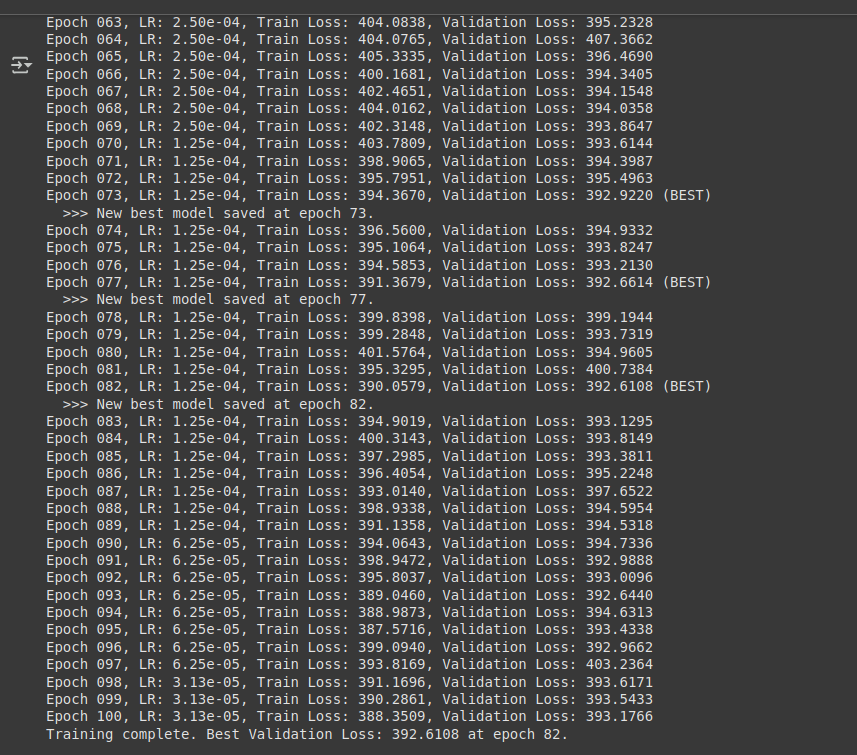 Epoch 063, LR: 2.50e-04, Train Loss: 404.0838, Validation Loss: 395.2328
Epoch 064, LR: 2.50e-04, Train Loss: 404.0765, Validation Loss: 407.3662
Epoch 065, LR: 2.50e-04, Train Loss: 405.3335, Validation Loss: 396.4690
Epoch 066, LR: 2.50e-04, Train Loss: 400.1681, Validation Loss: 394.3405
Epoch 067, LR: 2.50e-04, Train Loss: 402.4651, Validation Loss: 394.1548
Epoch 068, LR: 2.50e-04, Train Loss: 404.0162, Validation Loss: 394.0358
Epoch 069, LR: 2.50e-04, Train Loss: 402.3148, Validation Loss: 393.8647
Epoch 070, LR: 1.25e-04, Train Loss: 403.7809, Validation Loss: 393.6144
Epoch 071, LR: 1.25e-04, Train Loss: 398.9065, Validation Loss: 394.3987
Epoch 072, LR: 1.25e-04, Train Loss: 395.7951, Validation Loss: 395.4963
Epoch 073, LR: 1.25e-04, Train Loss: 394.3670, Validation Loss: 392.9220 (BEST)
>>> New best model saved at epoch 73.
Epoch 074, LR: 1.25e-04, Train Loss: 396.5600, Validation Loss: 394.9332
Epoch 075, LR: 1.25e-04, Train Loss: 395.1064, Validation Loss: 393.8247
Epoch 076, LR: 1.25e-04, Train Loss: 394.5853, Validation Loss: 393.2130
Epoch 077, LR: 1.25e-04, Train Loss: 391.3679, Validation Loss: 392.6614 (BEST)
>>> New best model saved at epoch 77.
Epoch 078, LR: 1.25e-04, Train Loss: 399.8398, Validation Loss: 399.1944
Epoch 079, LR: 1.25e-04, Train Loss: 399.2848, Validation Loss: 393.7319
Epoch 080, LR: 1.25e-04, Train Loss: 401.5764, Validation Loss: 394.9605
Epoch 081, LR: 1.25e-04, Train Loss: 395.3295, Validation Loss: 400.7384
Epoch 082, LR: 1.25e-04, Train Loss: 390.0579, Validation Loss: 392.6108 (BEST)
>>> New best model saved at epoch 82.
Epoch 083, LR: 1.25e-04, Train Loss: 394.9019, Validation Loss: 393.1295
Epoch 084, LR: 1.25e-04, Train Loss: 400.3143, Validation Loss: 393.8149
Epoch 085, LR: 1.25e-04, Train Loss: 397.2985, Validation Loss: 393.3811
Epoch 086, LR: 1.25e-04, Train Loss: 396.4054, Validation Loss: 395.2248
Epoch 087, LR: 1.25e-04, Train Loss: 393.0140, Validation Loss: 397.6522
Epoch 088, LR: 1.25e-04, Train Loss: 398.9338, Validation Loss: 394.5954
Epoch 089, LR: 1.25e-04, Train Loss: 391.1358, Validation Loss: 394.5318
Epoch 090, LR: 6.25e-05, Train Loss: 394.0643, Validation Loss: 394.7336
Epoch 091, LR: 6.25e-05, Train Loss: 398.9472, Validation Loss: 392.9888
Epoch 092, LR: 6.25e-05, Train Loss: 395.8037, Validation Loss: 393.0096
Epoch 093, LR: 6.25e-05, Train Loss: 389.0460, Validation Loss: 392.6440
Epoch 094, LR: 6.25e-05, Train Loss: 388.9873, Validation Loss: 394.6313
Epoch 095, LR: 6.25e-05, Train Loss: 387.5716, Validation Loss: 393.4338
Epoch 096, LR: 6.25e-05, Train Loss: 399.0940, Validation Loss: 392.9662
Epoch 097, LR: 6.25e-05, Train Loss: 393.8169, Validation Loss: 403.2364
Epoch 098, LR: 3.13e-05, Train Loss: 391.1696, Validation Loss: 393.6171
Epoch 099, LR: 3.13e-05, Train Loss: 390.2861, Validation Loss: 393.5433
Epoch 100, LR: 3.13e-05, Train Loss: 388.3509, Validation Loss: 393.1766
Training complete. Best Validation Loss: 392.6108 at epoch 82.